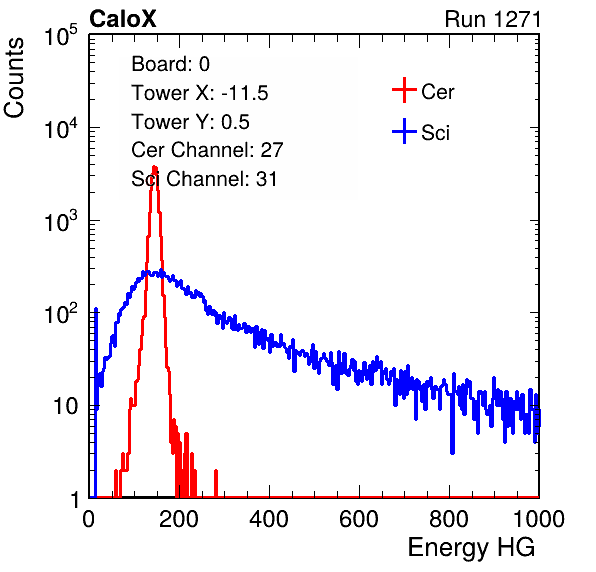 CaloX Run 1271
Counts
Board: 0
Tower X: -11.5
Tower Y: 0.5
Cer Channel: 27
Sci Channel: 31
Cer
Sci
10^5
10^4
10^3
10^2
10
1
0 200 400 600 800 1000
Energy HG